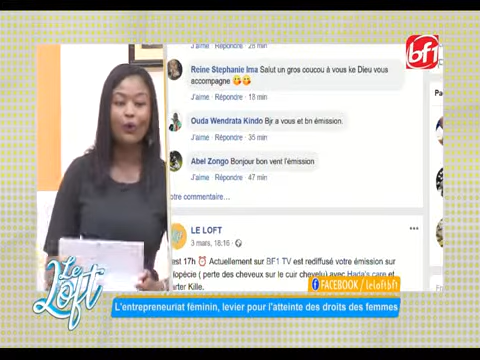 26 min
bf1
Reine Stephanie Ima Salut un gros coucou à vous ke Dieu vous
accompagne
J'aime · Répondre · 18 min
Ouda Wendrata Kindo Bjr a vous et bn émission.
J'aime · Répondre · 35 min
Abel Zongo Bonjour bon vent l'émission
J'aime · Répondre · 47 min
otre commentaire...
LE LOFT
3 mars, 18:16 ·
est 17h Actuellement sur BF1 TV est rediffusé votre émission sur
lopécie ( perte des cheveux sur le cuir chevelu) avec Hada's care et
arter Kille.
Pa
Le Loft
FACEBOOK / leloftbf1
L'entrepreneuriat féminin, levier pour l'atteinte des droits des femmes